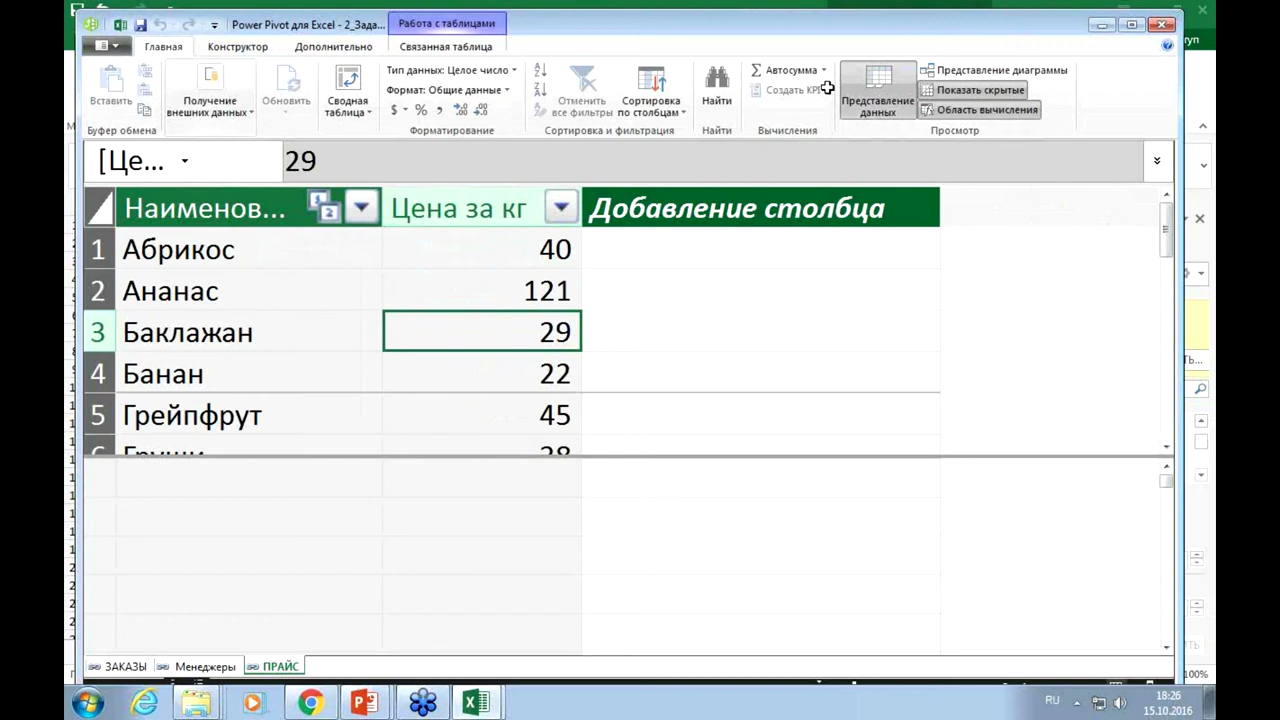 Power Pivot для Excel - 2_Зада...
Работа с таблицами
Главная
Конструктор
Дополнительно
Связанная таблица
Вставить
Буфер обмена
Получение
внешних данных
Обновить
Сводная
таблица
Тип данных: Целое число
Формат: Общие данные
$ % ,
Форматирование
Отменить
все фильтры
Сортировка
по столбцам
Сортировка и фильтрация
Найти
Найти
Автосумма
Создать KPI
Вычисления
Представление
данных
Представление диаграммы
Показать скрытые
Область вычисления
Просмотр
[Це...
29
Наименов...
Цена за кг
Добавление столбца
1 Абрикос 40
2 Ананас 121
3 Баклажан 29
4 Банан 22
5 Грейпфрут 45
6 Груши 38
ЗАКАЗЫ
Менеджеры
ПРАЙС
100%
RU
18:26
15.10.2016